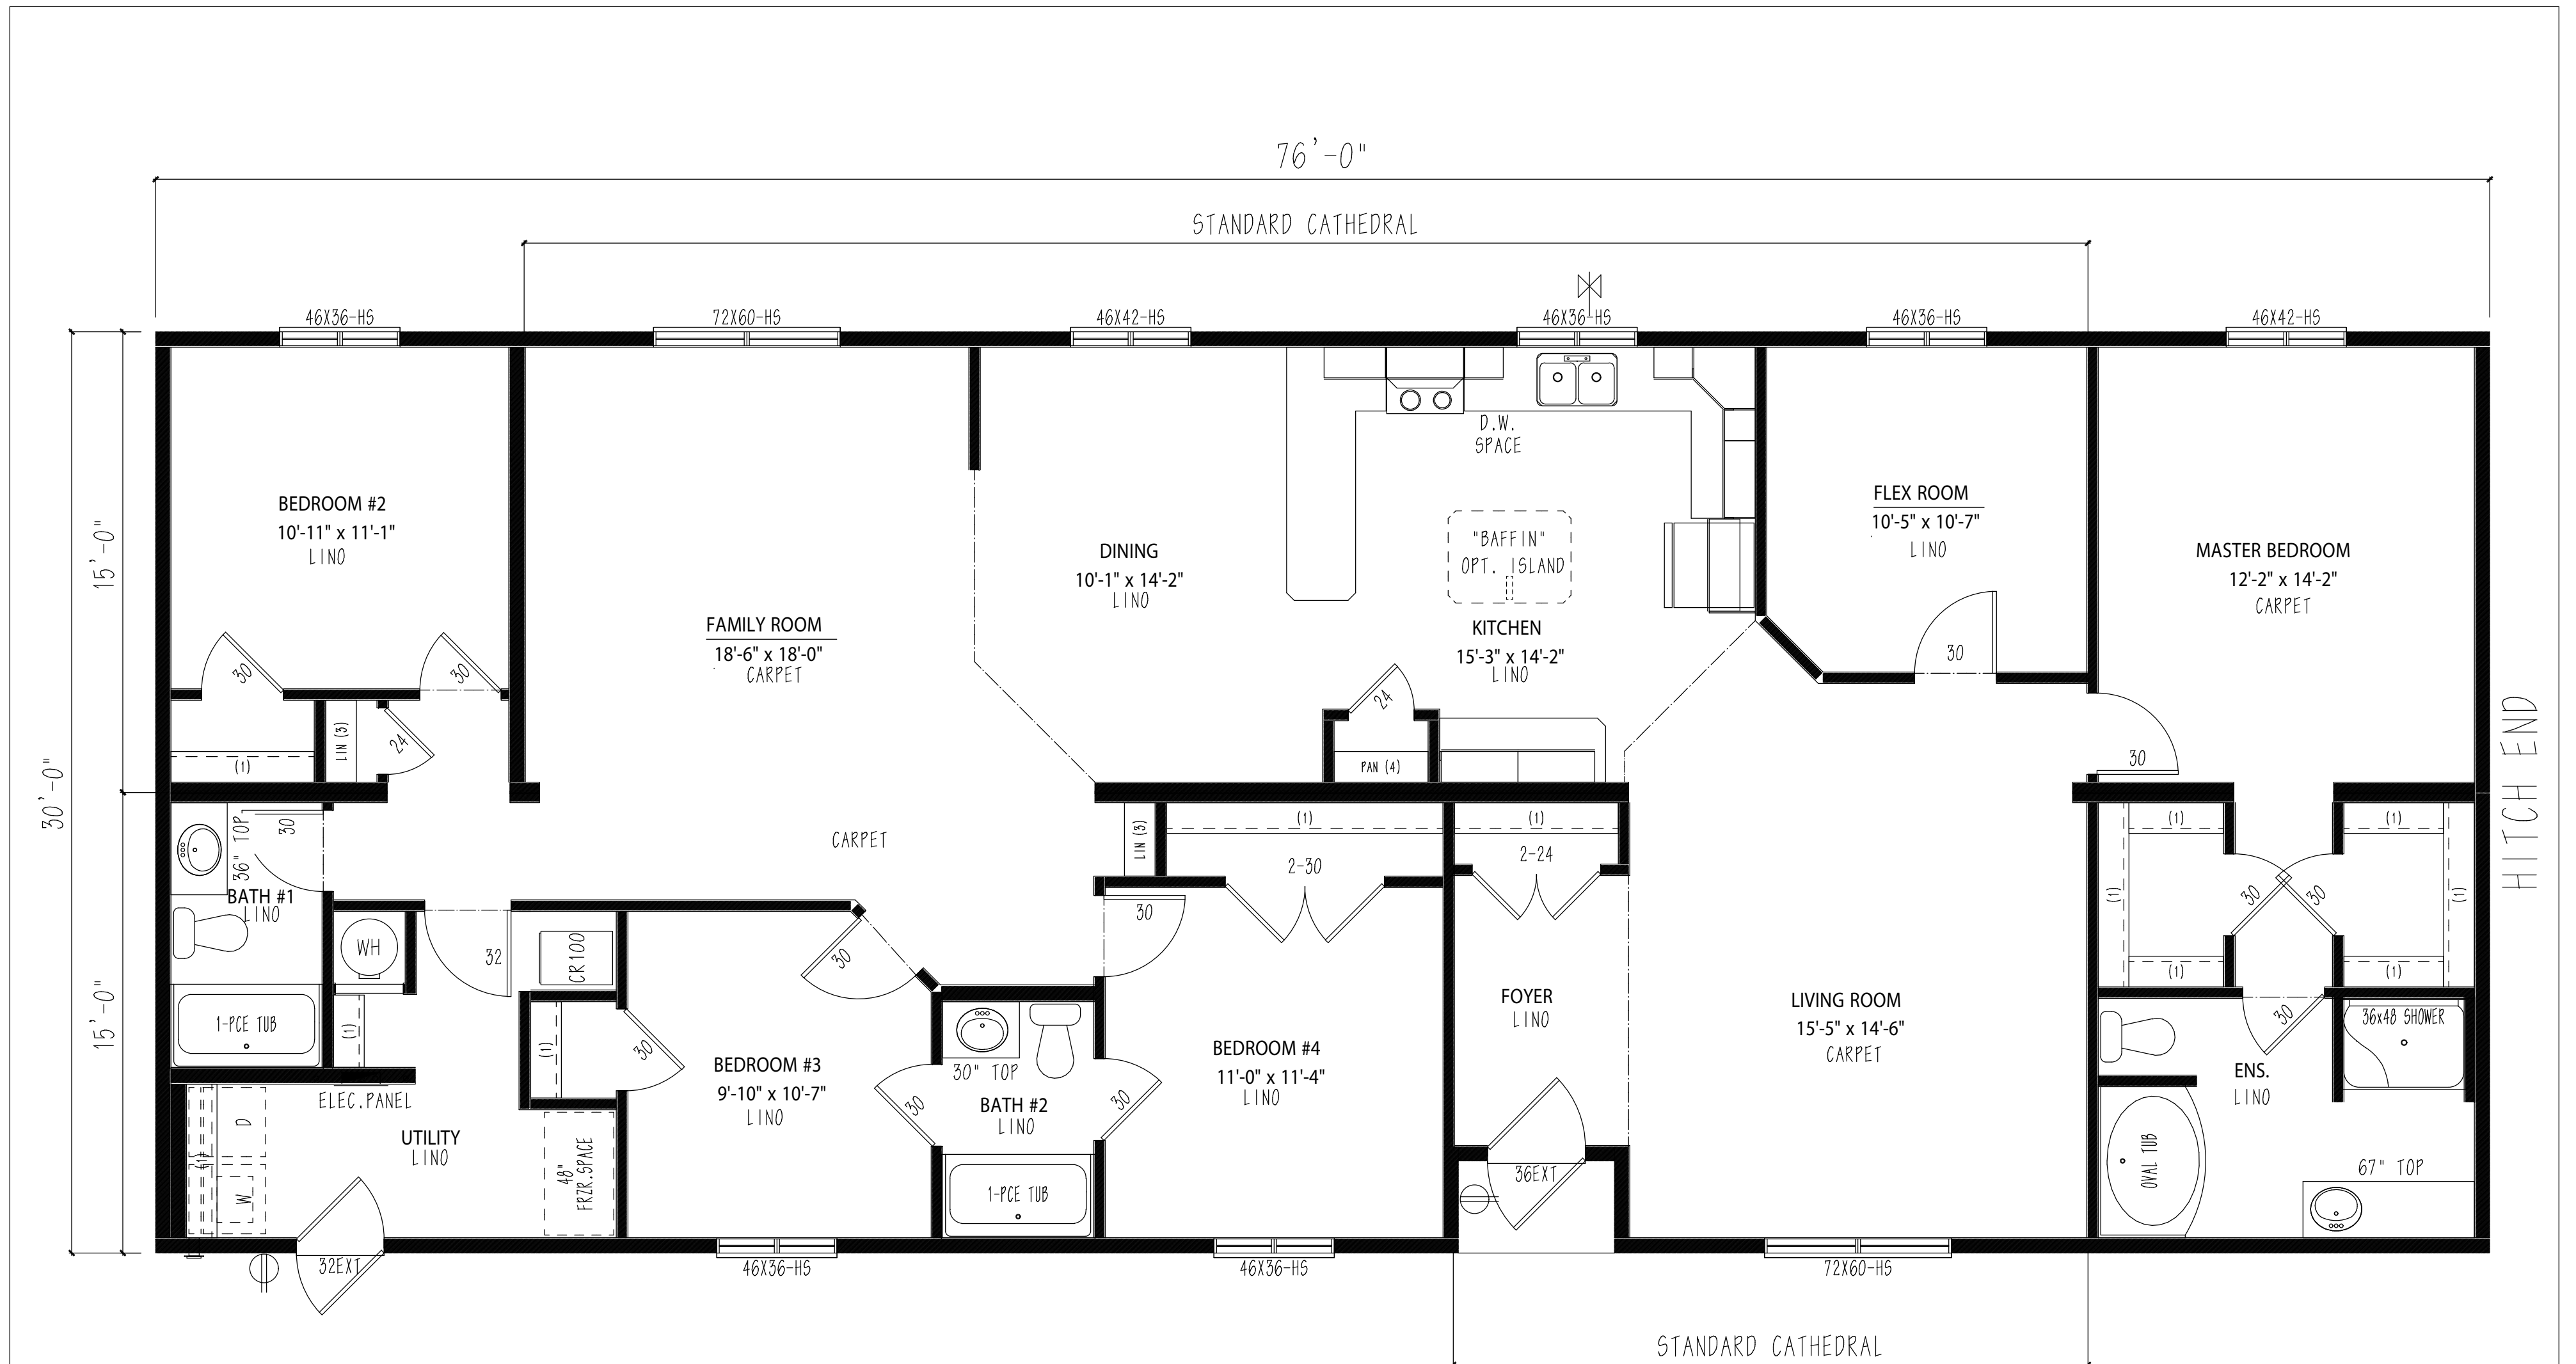 76'-0"
STANDARD CATHEDRAL
46X36-HS
72X60-HS
46X42-HS
46X36-HS
46X36-HS
46X42-HS
15'-0"
30'-0"
15'-0"
HITCH END
BEDROOM #2
10'-11" x 11'-1"
LINO
30
30
(1)
LIN (3)
24
FAMILY ROOM
18'-6" x 18'-0"
CARPET
DINING
10'-1" x 14'-2"
LINO
D.W.
SPACE
"BAFFIN"
OPT. ISLAND
KITCHEN
15'-3" x 14'-2"
LINO
24
PAN (4)
FLEX ROOM
10'-5" x 10'-7"
LINO
30
MASTER BEDROOM
12'-2" x 14'-2"
CARPET
30
36" TOP
30
BATH #1
LINO
1-PCE TUB
WH
32
CR100
(1)
CARPET
LIN (3)
(1)
2-30
(1)
2-24
(1)
(1)
(1)
(1)
30
30
(1)
(1)
ELEC.PANEL
UTILITY
LINO
D
W
(1)
(1)
30
48"
FRZR.SPACE
32EXT
30
BEDROOM #3
9'-10" x 10'-7"
LINO
30" TOP
BATH #2
LINO
30
30
1-PCE TUB
30
BEDROOM #4
11'-0" x 11'-4"
LINO
FOYER
LINO
36EXT
LIVING ROOM
15'-5" x 14'-6"
CARPET
30
36x48 SHOWER
ENS.
LINO
OVAL TUB
67" TOP
46X36-HS
46X36-HS
72X60-HS
STANDARD CATHEDRAL